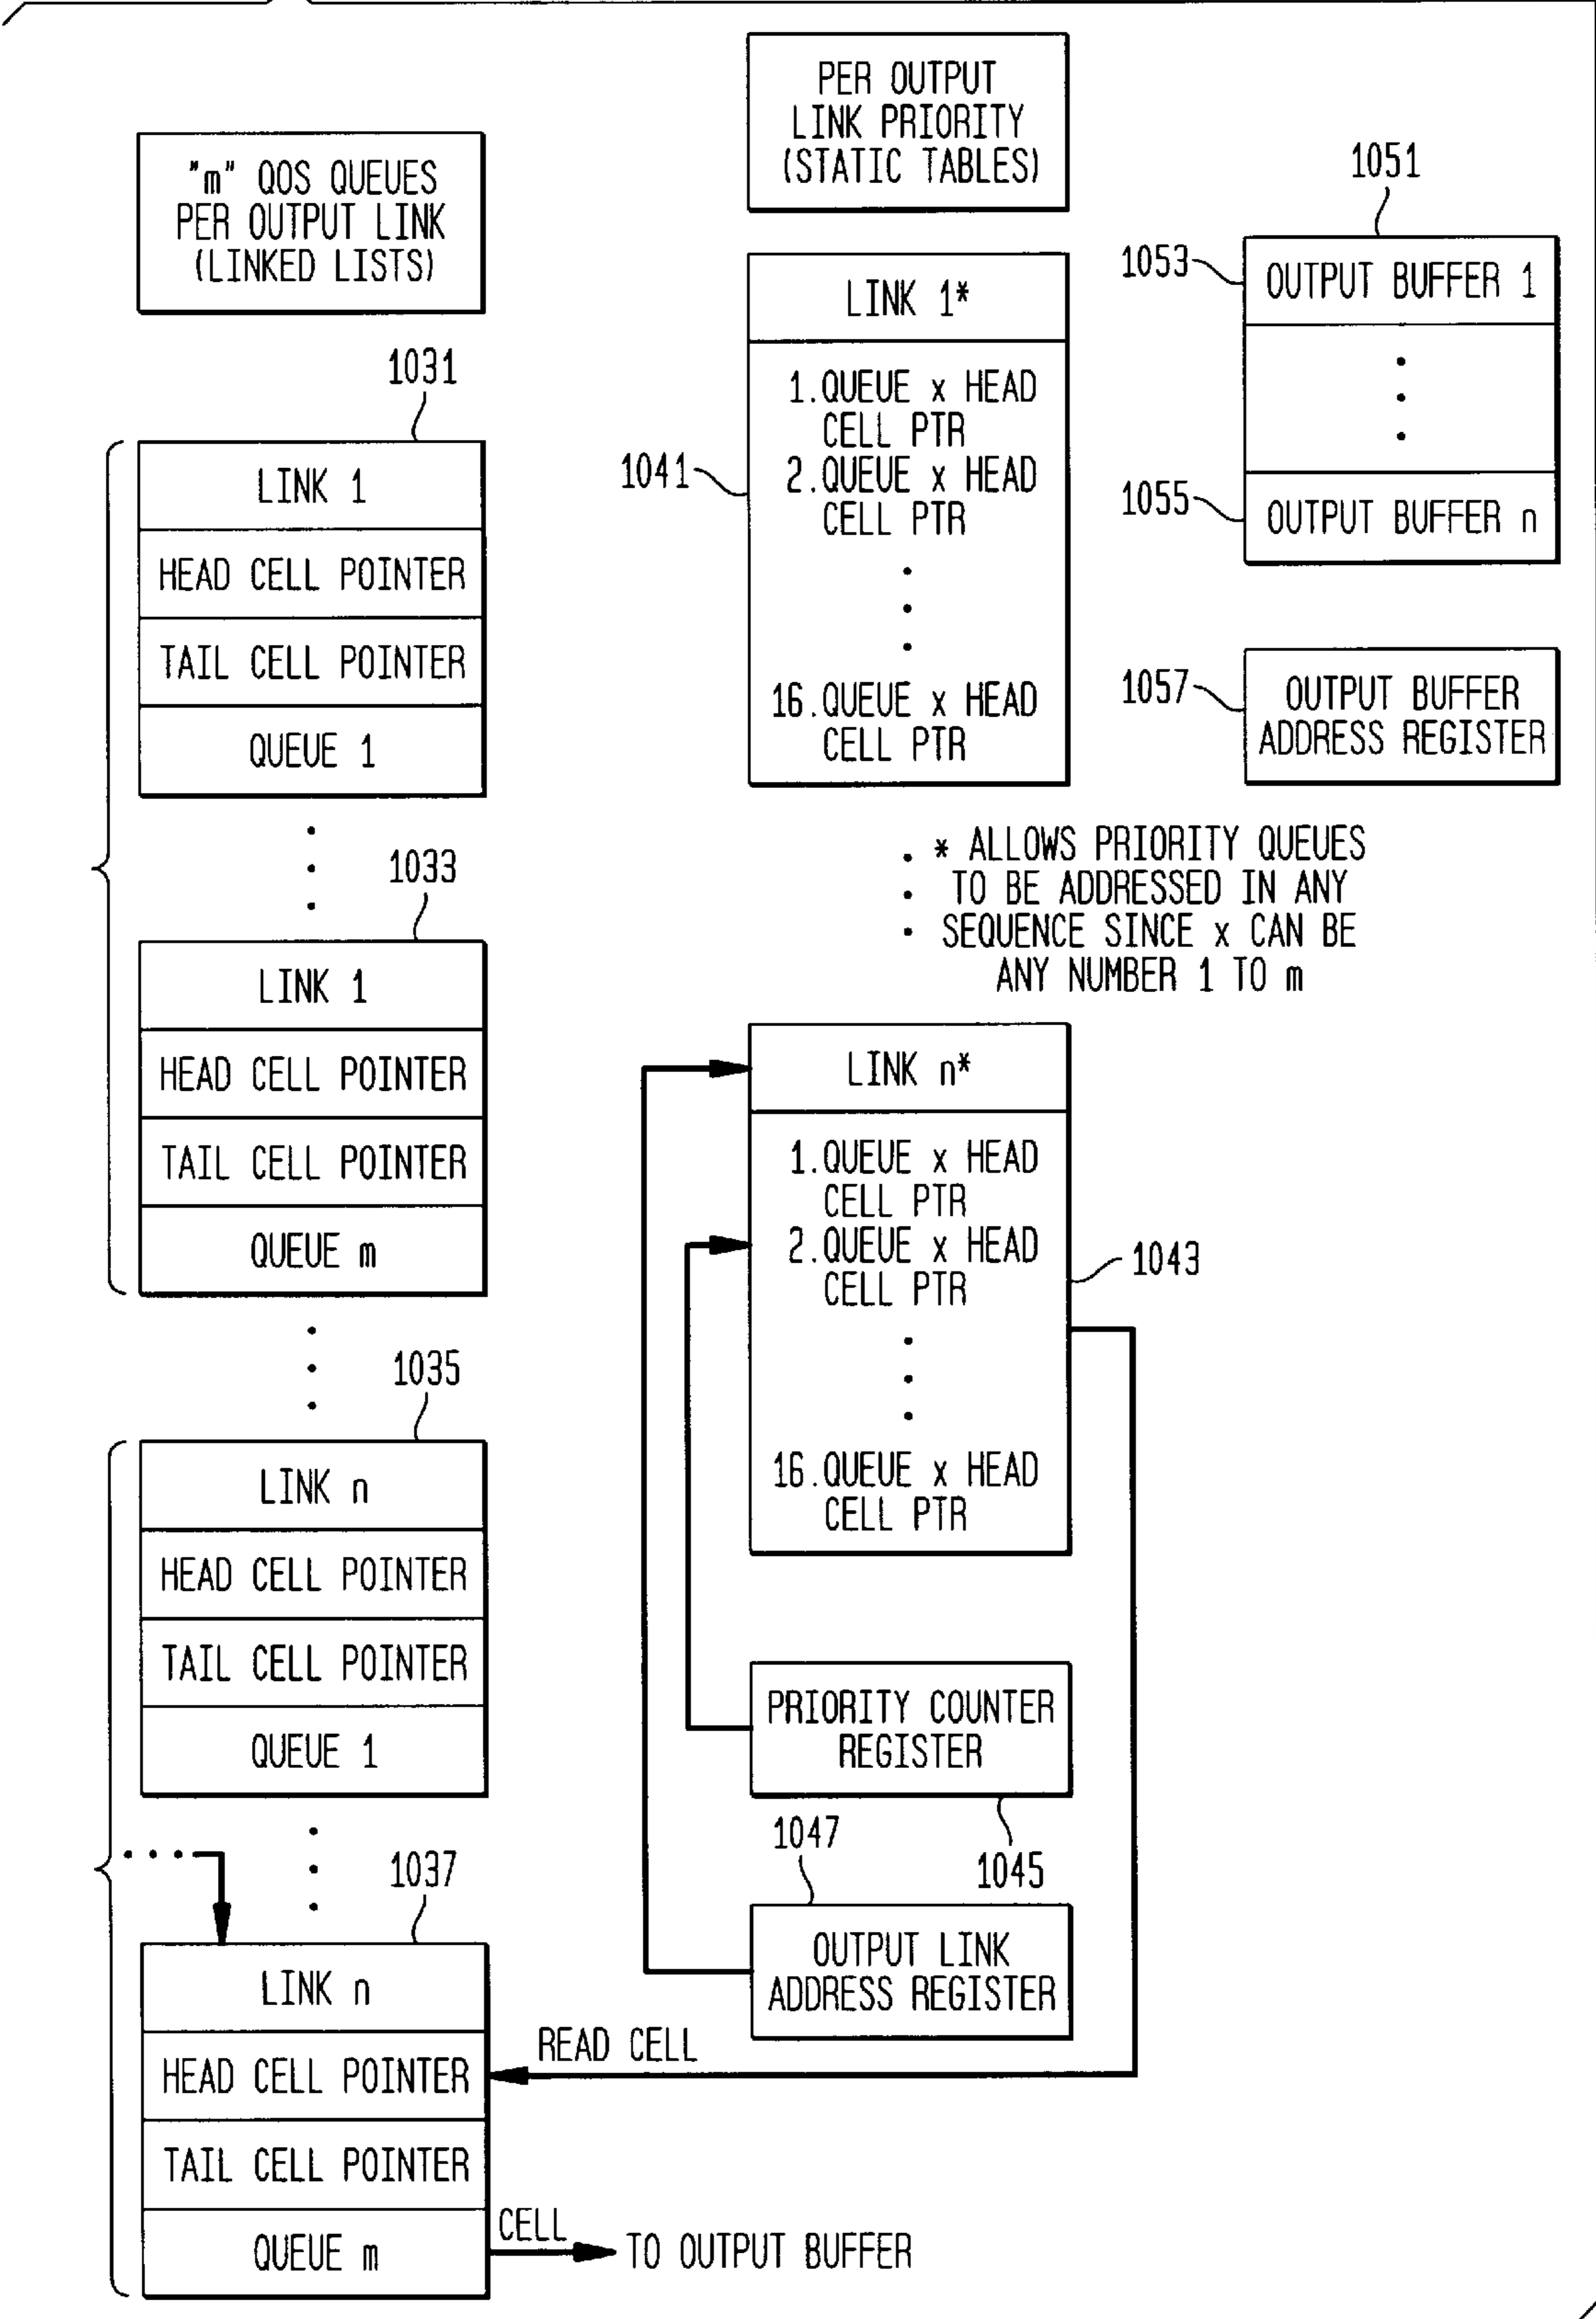 "m" QOS QUEUES
PER OUTPUT LINK
(LINKED LISTS)
1031
LINK 1
HEAD CELL POINTER
TAIL CELL POINTER
QUEUE 1
1033
LINK 1
HEAD CELL POINTER
TAIL CELL POINTER
QUEUE m
1035
LINK n
HEAD CELL POINTER
TAIL CELL POINTER
QUEUE 1
1037
LINK n
HEAD CELL POINTER
TAIL CELL POINTER
QUEUE m
READ CELL
CELL
TO OUTPUT BUFFER
PER OUTPUT
LINK PRIORITY
(STATIC TABLES)
1041
LINK 1*
1.QUEUE x HEAD
CELL PTR
2.QUEUE x HEAD
CELL PTR
16.QUEUE x HEAD
CELL PTR
* ALLOWS PRIORITY QUEUES
TO BE ADDRESSED IN ANY
SEQUENCE SINCE x CAN BE
ANY NUMBER 1 TO m
LINK n*
1.QUEUE x HEAD
CELL PTR
2.QUEUE x HEAD
CELL PTR
16.QUEUE x HEAD
CELL PTR
1043
PRIORITY COUNTER
REGISTER
1045
1047
OUTPUT LINK
ADDRESS REGISTER
1051
1053
OUTPUT BUFFER 1
1055
OUTPUT BUFFER n
1057
OUTPUT BUFFER
ADDRESS REGISTER